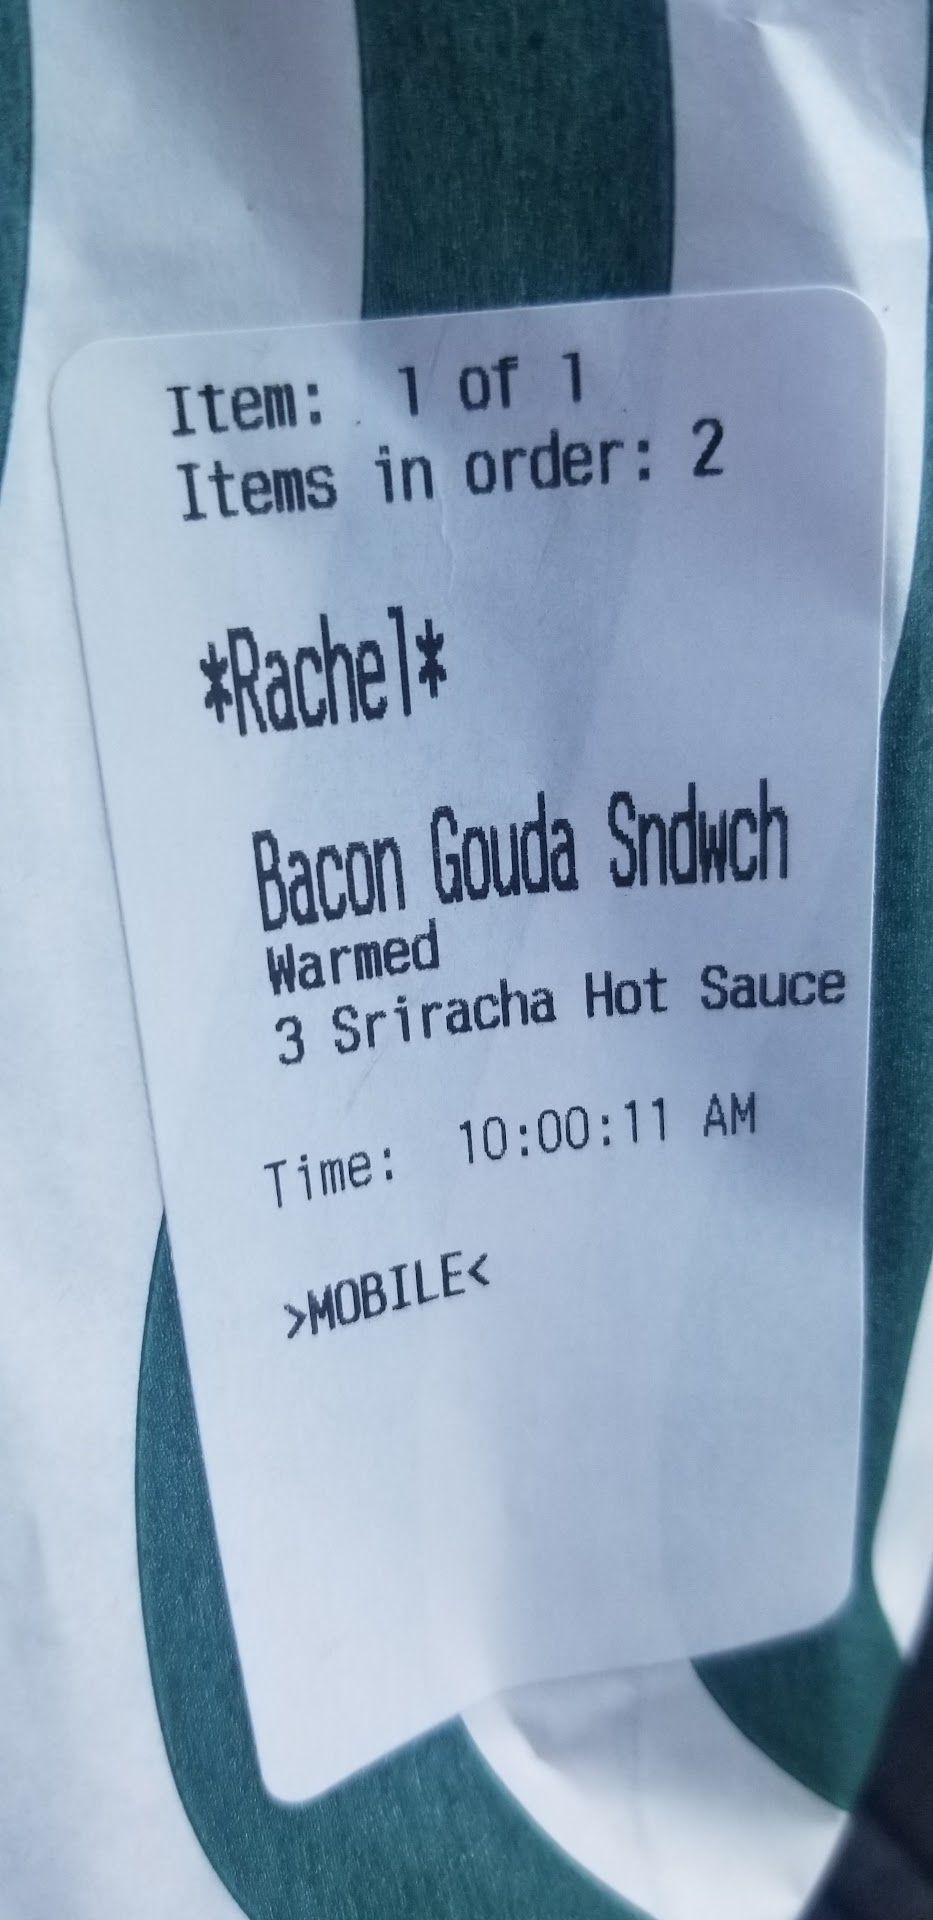 Item: 1 of 1
Items in order: 2
*Rachel*
Bacon Gouda Sndwch
Warmed
3 Sriracha Hot Sauce
Time: 10:00:11 AM
>MOBILE<